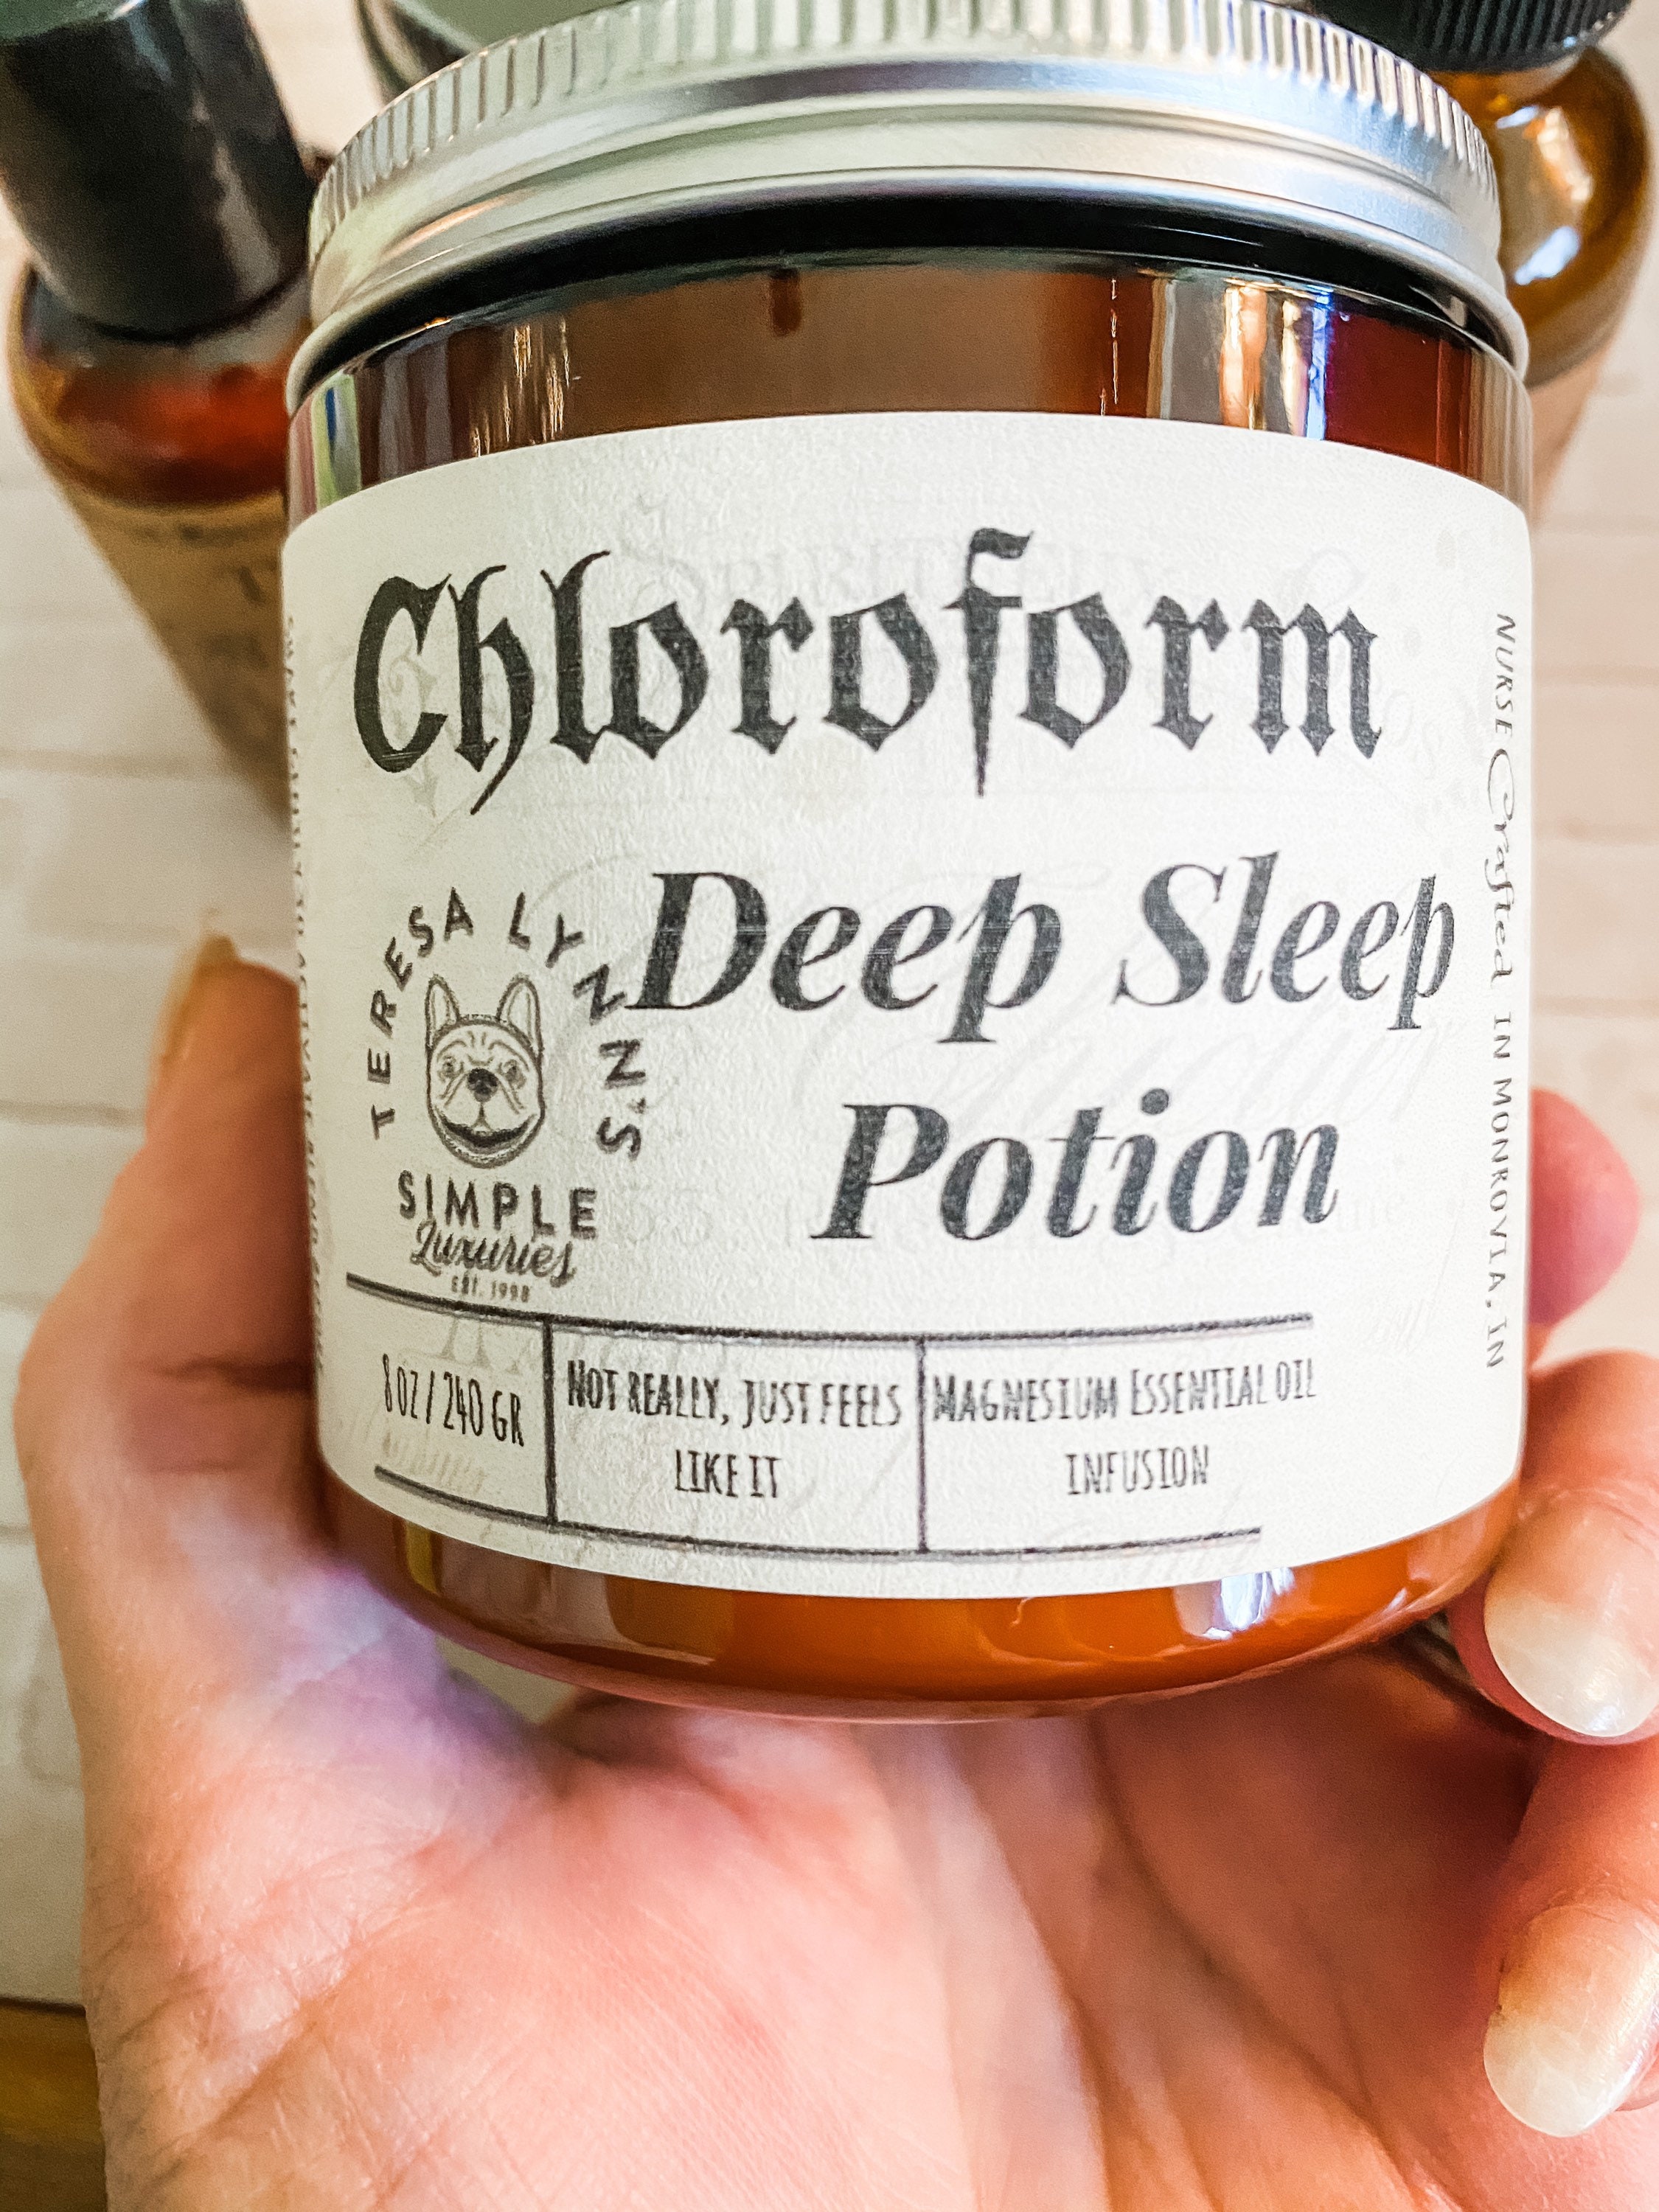 Chloroform
Deep Sleep
Potion
TERESA LYNN'S
SIMPLE
Luxuries
EST. 1998
8 OZ / 240 GR
NOT REALLY, JUST FEELS
LIKE IT
MAGNESIUM ESSENTIAL OIL
INFUSION
NURSE Crafted IN MONROVIA, IN